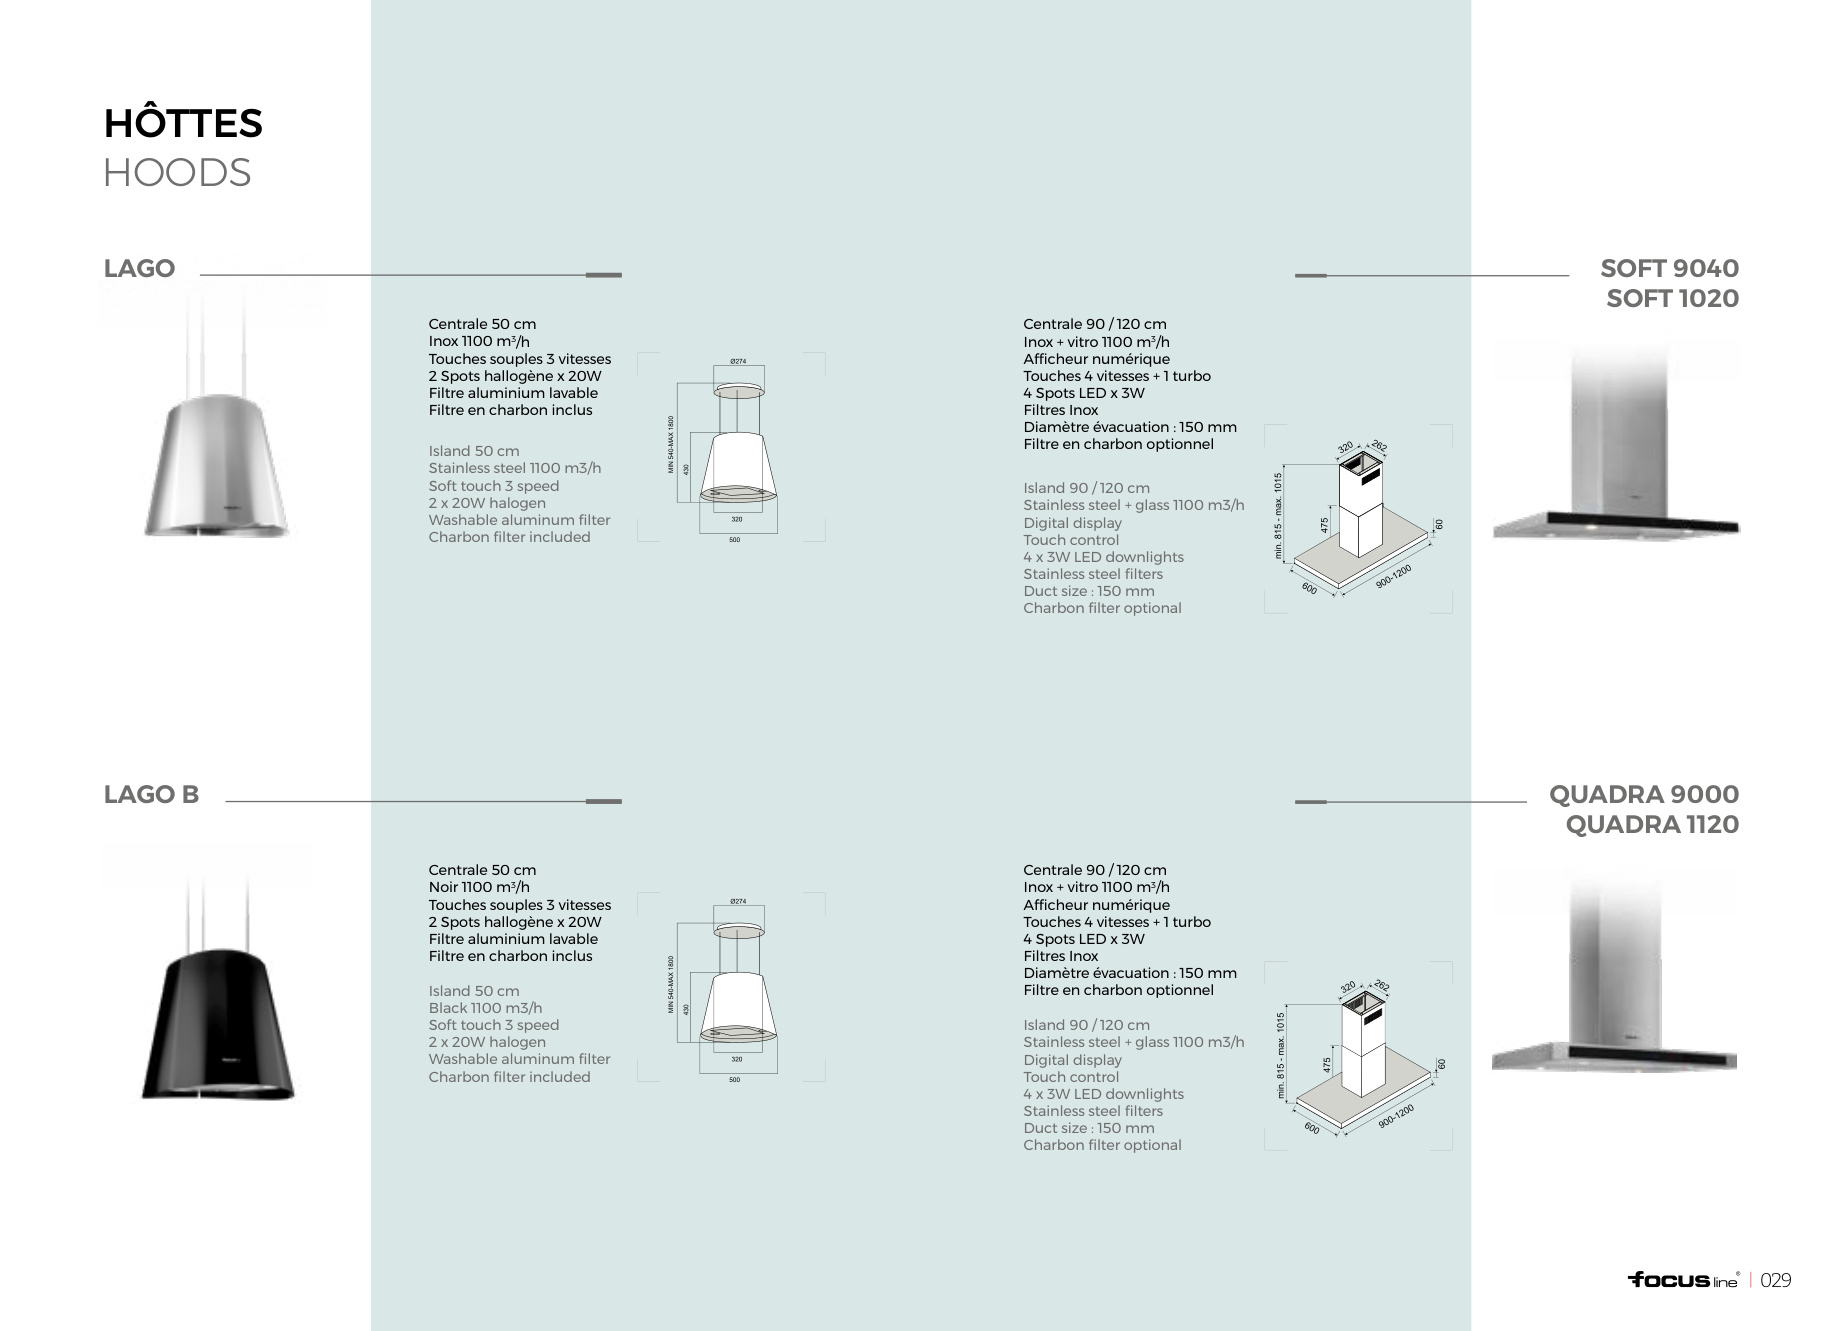 HÔTTES
HOODS
LAGO
Centrale 50 cm
Inox 1100 m³/h
Touches souples 3 vitesses
2 Spots hallogène x 20W
Filtre aluminium lavable
Filtre en charbon inclus
Island 50 cm
Stainless steel 1100 m3/h
Soft touch 3 speed
2 x 20W halogen
Washable aluminum filter
Charbon filter included
Ø274
MIN 540-MAX 1800
430
320
500
SOFT 9040
SOFT 1020
Centrale 90 / 120 cm
Inox + vitro 1100 m³/h
Afficheur numérique
Touches 4 vitesses + 1 turbo
4 Spots LED x 3W
Filtres Inox
Diamètre évacuation : 150 mm
Filtre en charbon optionnel
Island 90 / 120 cm
Stainless steel + glass 1100 m3/h
Digital display
Touch control
4 x 3W LED downlights
Stainless steel filters
Duct size : 150 mm
Charbon filter optional
320
262
min. 815 - max. 1015
475
60
600
900-1200
LAGO B
Centrale 50 cm
Noir 1100 m³/h
Touches souples 3 vitesses
2 Spots hallogène x 20W
Filtre aluminium lavable
Filtre en charbon inclus
Island 50 cm
Black 1100 m3/h
Soft touch 3 speed
2 x 20W halogen
Washable aluminum filter
Charbon filter included
Ø274
MIN 540-MAX 1800
430
320
500
QUADRA 9000
QUADRA 1120
Centrale 90 / 120 cm
Inox + vitro 1100 m³/h
Afficheur numérique
Touches 4 vitesses + 1 turbo
4 Spots LED x 3W
Filtres Inox
Diamètre évacuation : 150 mm
Filtre en charbon optionnel
Island 90 / 120 cm
Stainless steel + glass 1100 m3/h
Digital display
Touch control
4 x 3W LED downlights
Stainless steel filters
Duct size : 150 mm
Charbon filter optional
320
262
min. 815 - max. 1015
475
60
600
900-1200
focus line® | 029